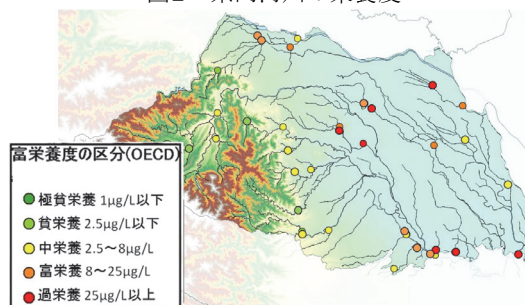 富栄養度の区分(OECD)
極貧栄養 1μg/L以下
貧栄養 2.5μg/L以下
中栄養 2.5～8μg/L
富栄養 8～25μg/L
過栄養 25μg/L以上